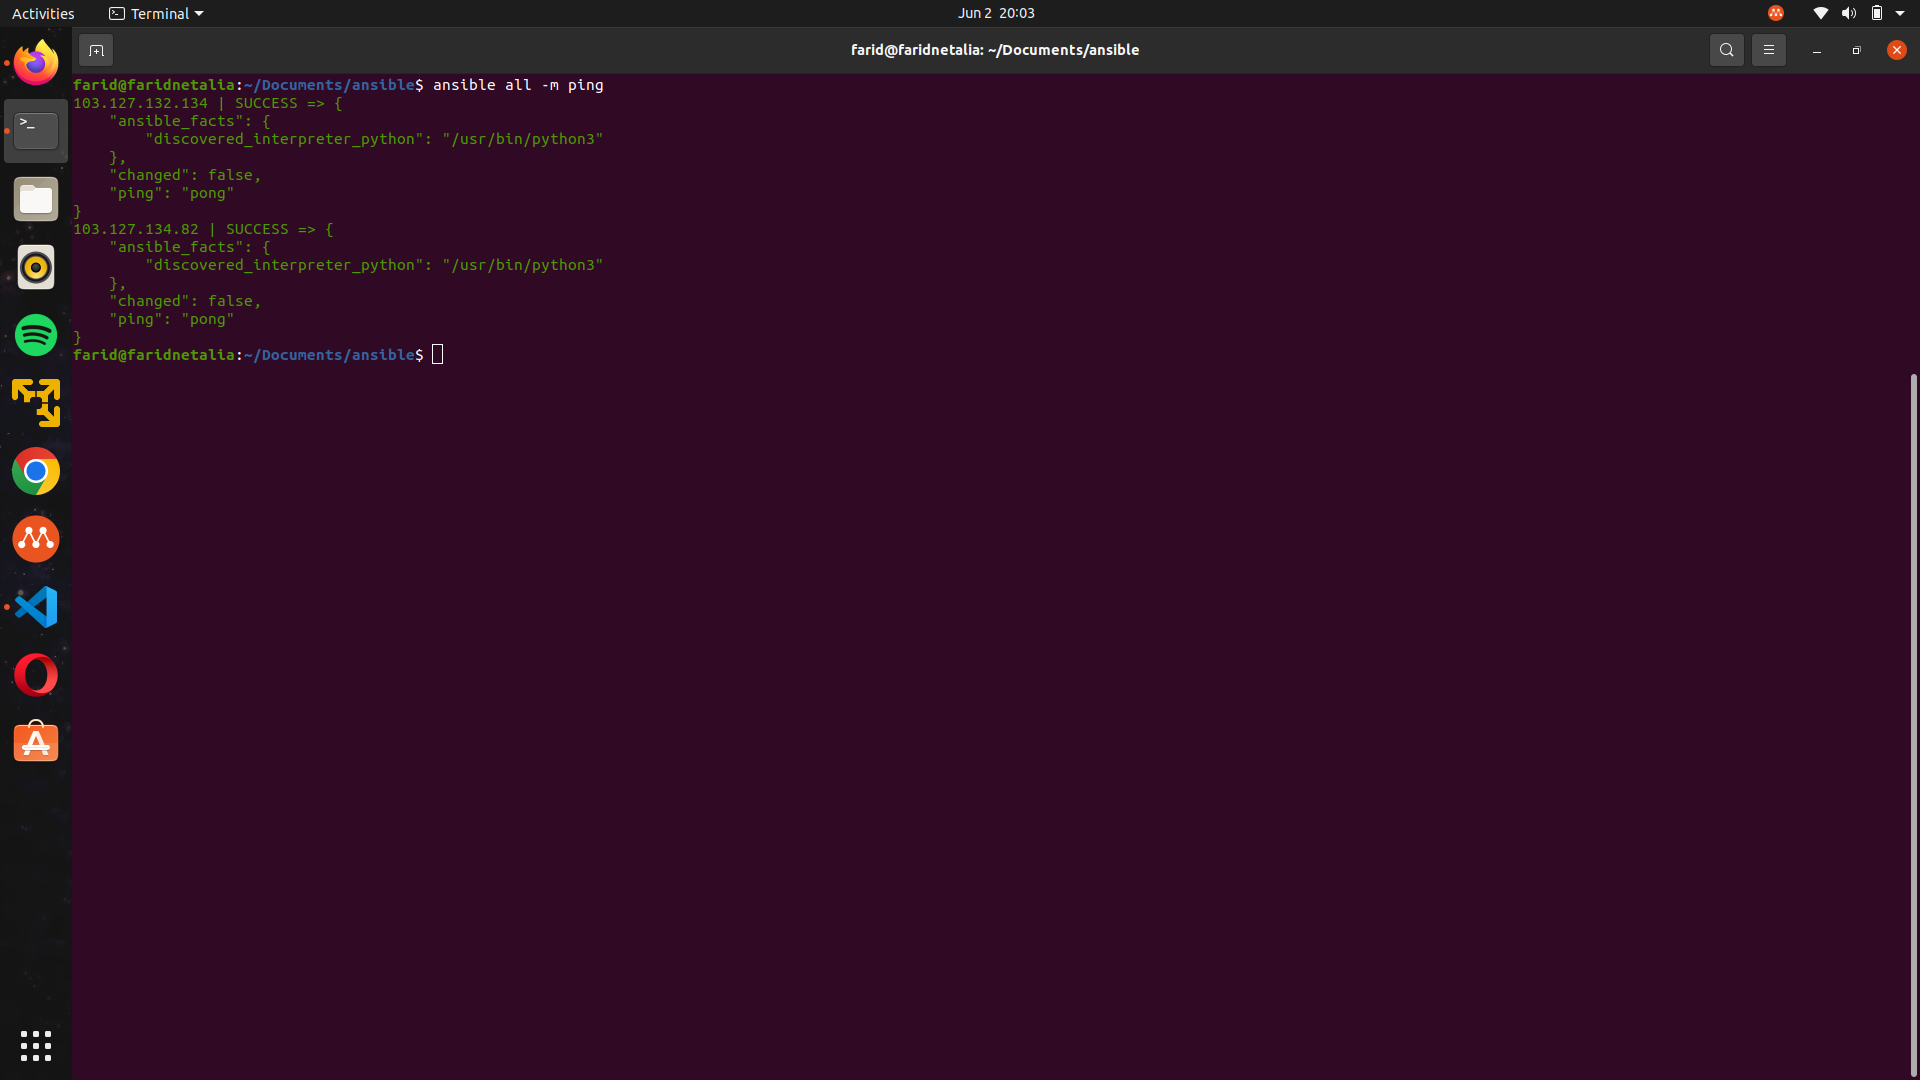 Activities Terminal Jun 2 20:03
farid@faridnetalia: ~/Documents/ansible
farid@faridnetalia:~/Documents/ansible$ ansible all -m ping
103.127.132.134 | SUCCESS => {
    "ansible_facts": {
        "discovered_interpreter_python": "/usr/bin/python3"
    },
    "changed": false,
    "ping": "pong"
}
103.127.134.82 | SUCCESS => {
    "ansible_facts": {
        "discovered_interpreter_python": "/usr/bin/python3"
    },
    "changed": false,
    "ping": "pong"
}
farid@faridnetalia:~/Documents/ansible$